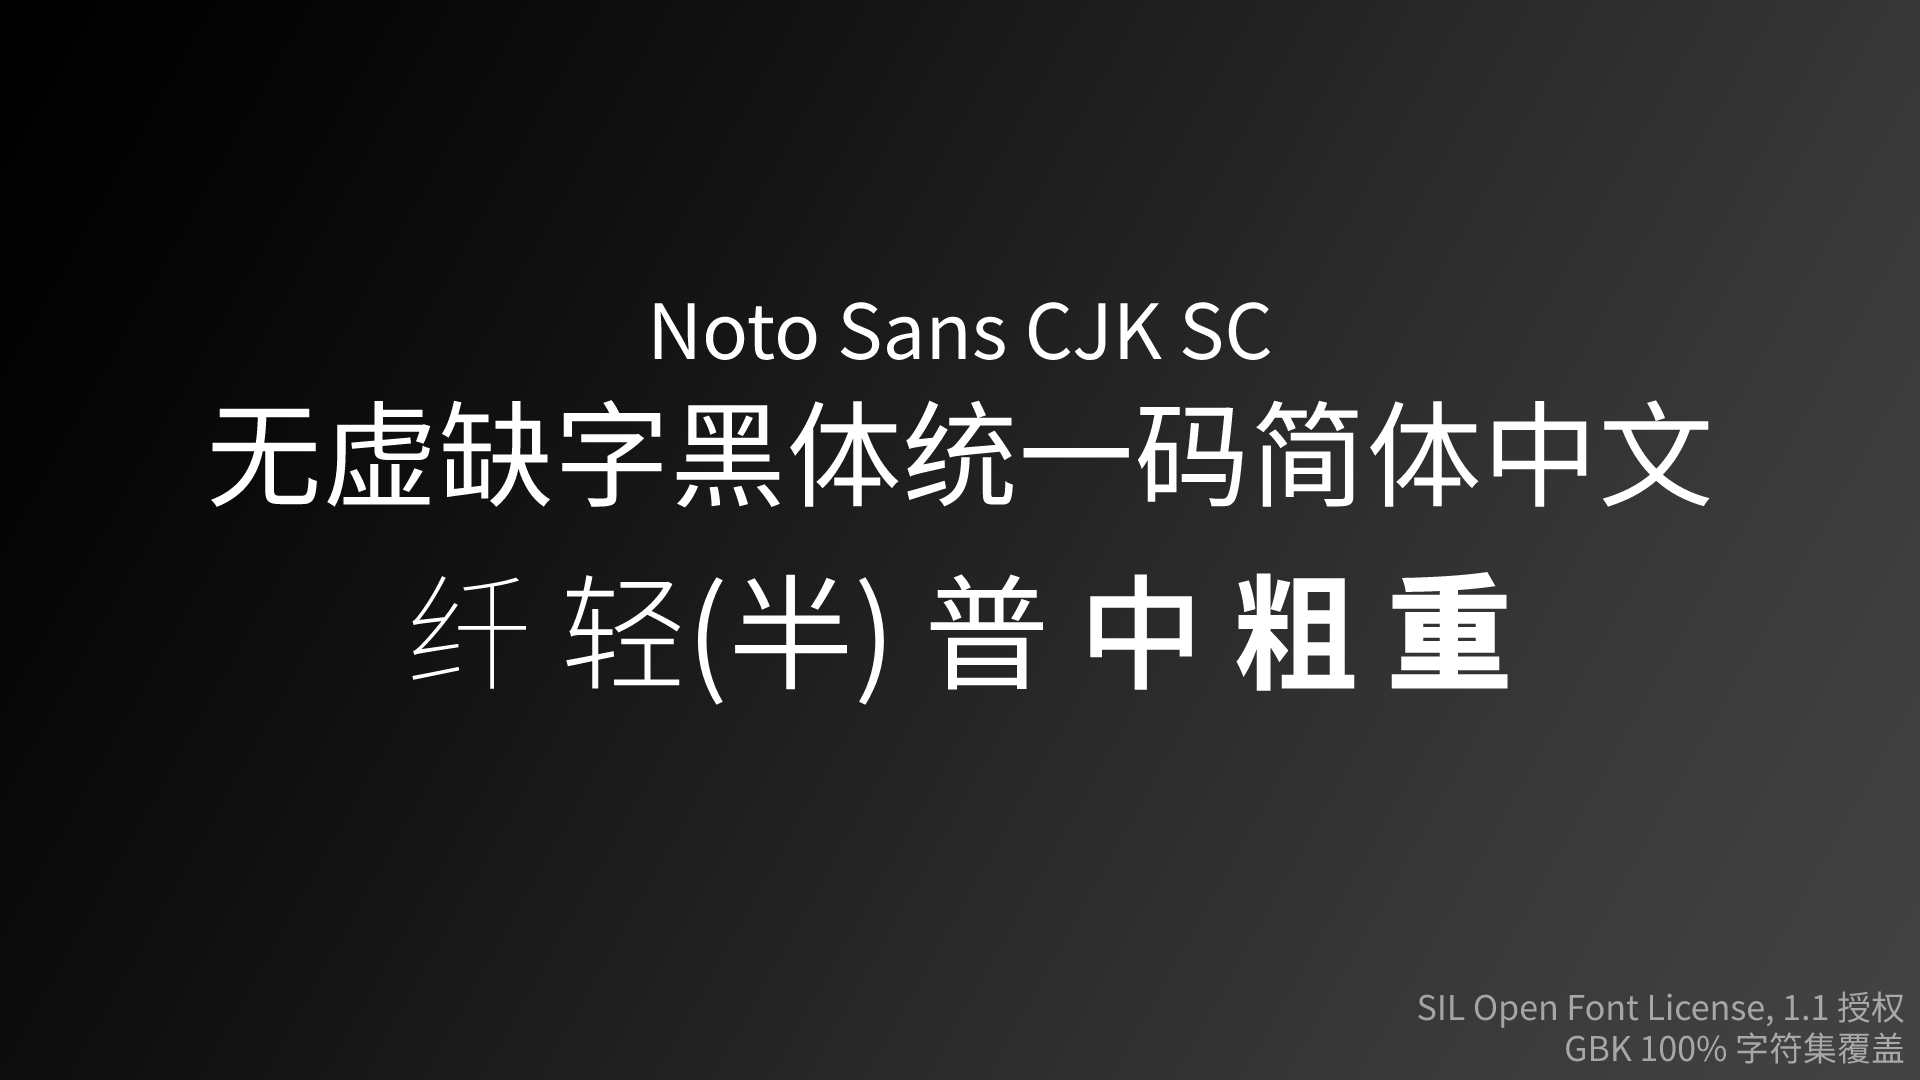 Noto Sans CJK SC
无虚缺字黑体统一码简体中文
纤 轻(半) 普 中 粗 重
SIL Open Font License, 1.1 授权
GBK 100% 字符集覆盖